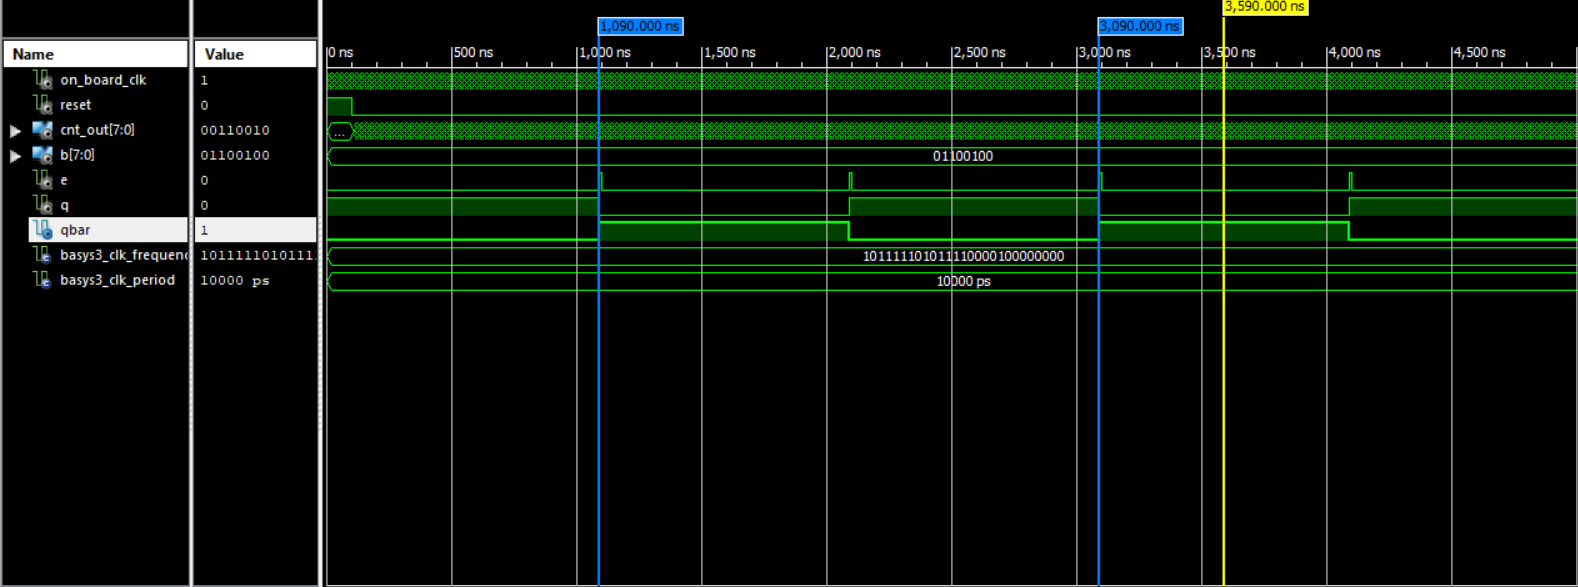 3,590.000 ns
1,090.000 ns
3,090.000 ns
Name Value
0 ns 500 ns 1,000 ns 1,500 ns 2,000 ns 2,500 ns 3,000 ns 3,500 ns 4,000 ns 4,500 ns
on_board_clk 1
reset 0
cnt_out[7:0] 00110010 ...
b[7:0] 01100100 01100100
e 0
q 0
qbar 1
basys3_clk_frequenc 1011111010111: 101111101011110000100000000
basys3_clk_period 10000 ps 10000 ps